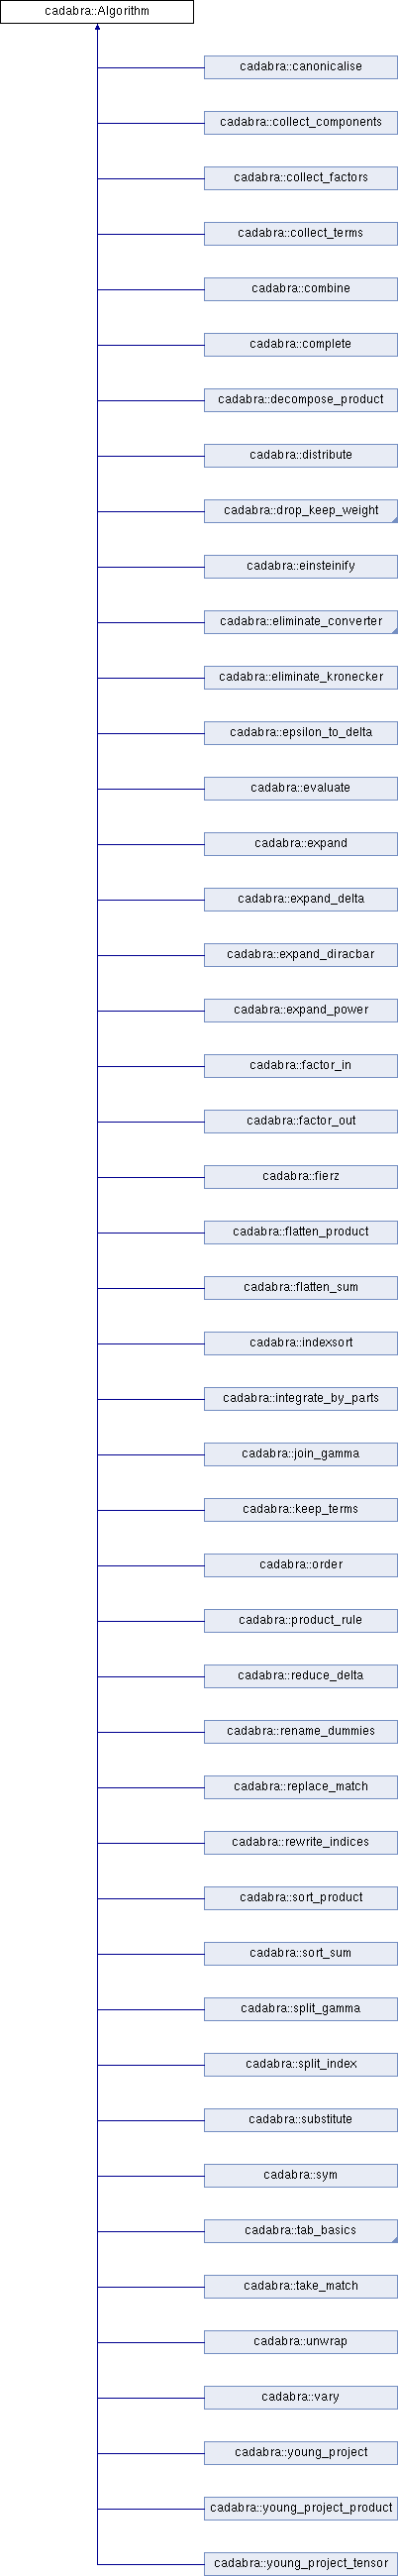 cadabra::Algorithm
cadabra::canonicalise
cadabra::collect_components
cadabra::collect_factors
cadabra::collect_terms
cadabra::combine
cadabra::complete
cadabra::decompose_product
cadabra::distribute
cadabra::drop_keep_weight
cadabra::einsteinify
cadabra::eliminate_converter
cadabra::eliminate_kronecker
cadabra::epsilon_to_delta
cadabra::evaluate
cadabra::expand
cadabra::expand_delta
cadabra::expand_diracbar
cadabra::expand_power
cadabra::factor_in
cadabra::factor_out
cadabra::fierz
cadabra::flatten_product
cadabra::flatten_sum
cadabra::indexsort
cadabra::integrate_by_parts
cadabra::join_gamma
cadabra::keep_terms
cadabra::order
cadabra::product_rule
cadabra::reduce_delta
cadabra::rename_dummies
cadabra::replace_match
cadabra::rewrite_indices
cadabra::sort_product
cadabra::sort_sum
cadabra::split_gamma
cadabra::split_index
cadabra::substitute
cadabra::sym
cadabra::tab_basics
cadabra::take_match
cadabra::unwrap
cadabra::vary
cadabra::young_project
cadabra::young_project_product
cadabra::young_project_tensor